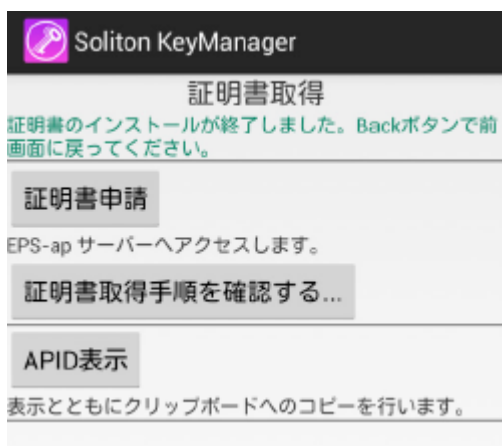 Soliton KeyManager
証明書取得
証明書のインストールが終了しました。Backボタンで前
画面に戻ってください。
証明書申請
EPS-ap サーバーへアクセスします。
証明書取得手順を確認する...
APID表示
表示とともにクリップボードへのコピーを行います。